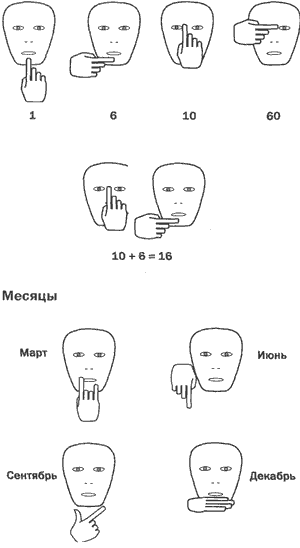 1 6 10 60
10 + 6 = 16
Месяцы
Март Июнь
Сентябрь Декабрь